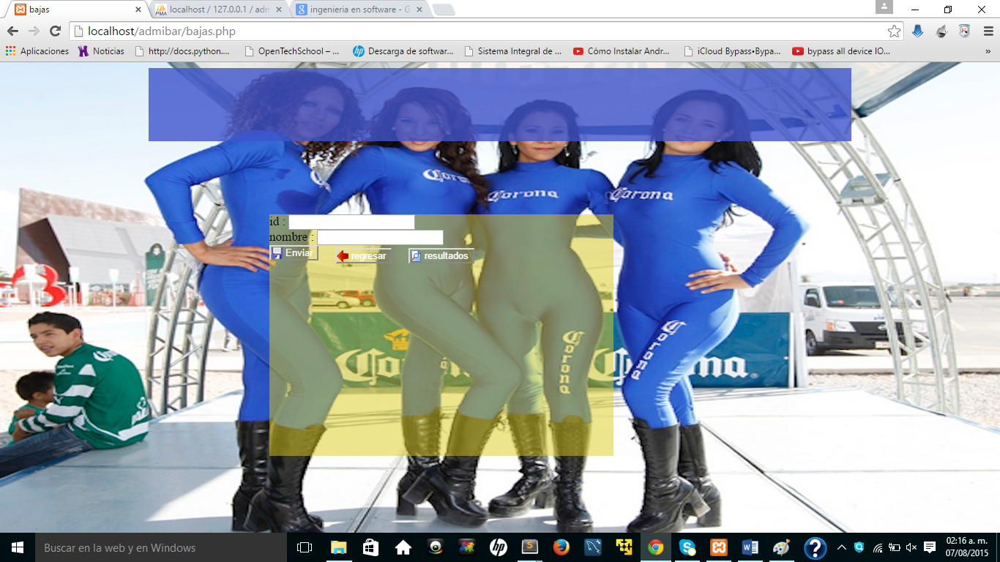 bajas
localhost / 127.0.0.1 / adm
ingenieria en software - G
localhost/admibar/bajas.php
Aplicaciones
Noticias
http://docs.python....
OpenTechSchool – ...
Descarga de softwar...
Sistema Integral de ...
Cómo Instalar Andr...
iCloud Bypass•Bypa...
bypass all device IO...
»
Corona
Corona
Corona
Corona
id :
nombre :
Enviar
regresar
resultados
Corona
Corona
Corona
Corona
Corona
Buscar en la web y en Windows
02:16 a. m.
07/08/2015